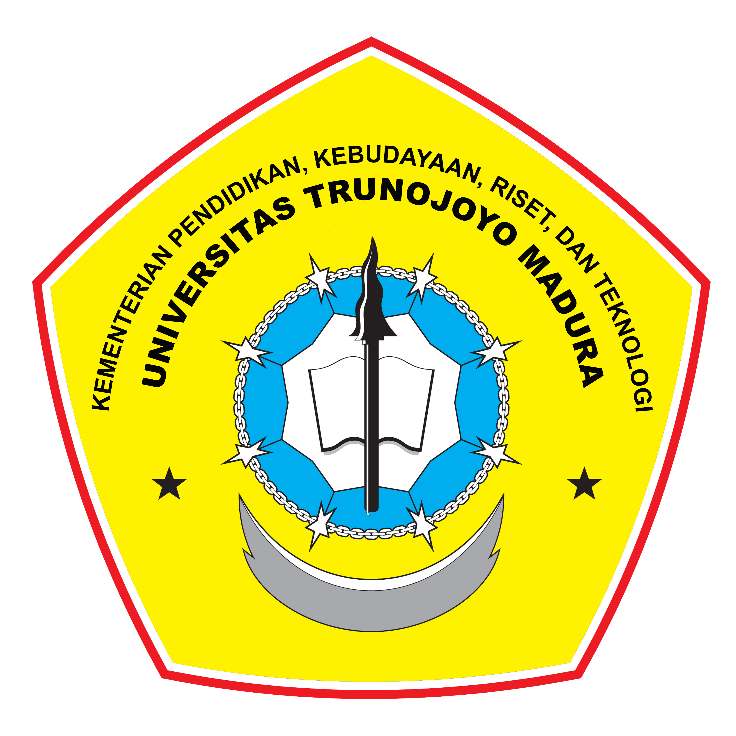 KEMENTERIAN PENDIDIKAN, KEBUDAYAAN, RISET, DAN TEKNOLOGI
UNIVERSITAS TRUNOJOYO MADURA